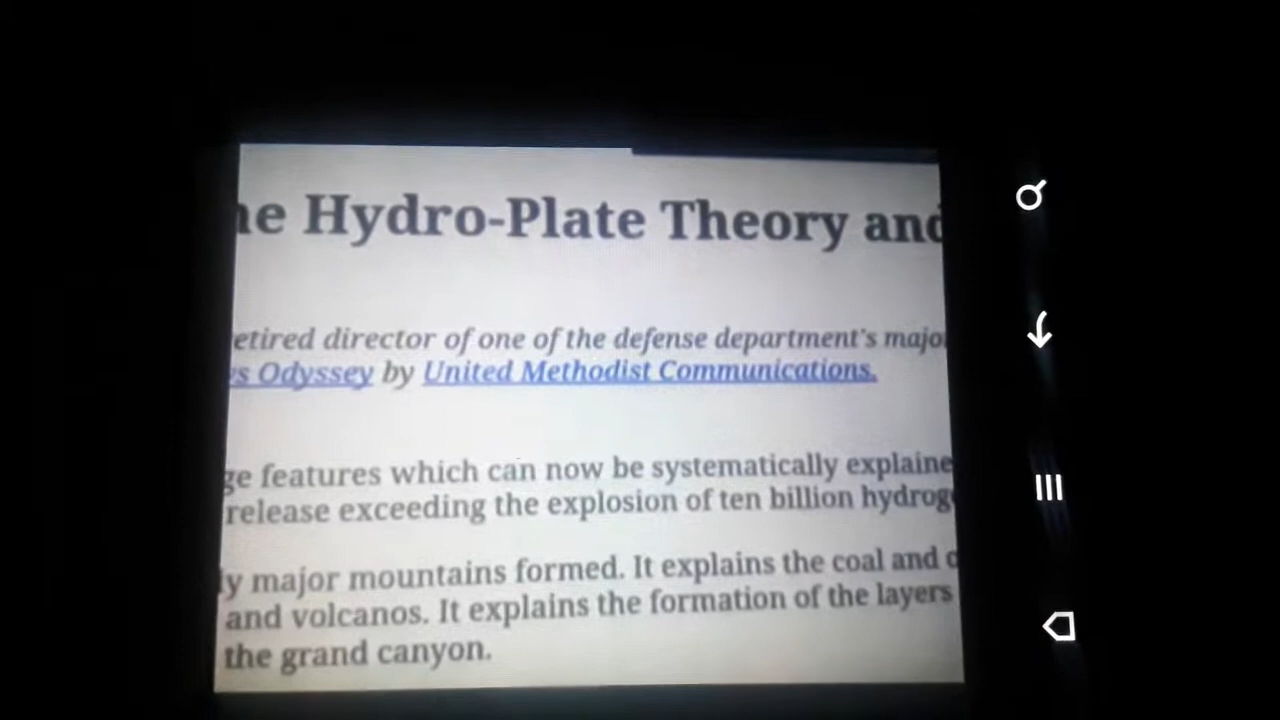 he Hydro-Plate Theory and
etired director of one of the defense department's major
s Odyssey by United Methodist Communications.
ge features which can now be systematically explaine
release exceeding the explosion of ten billion hydrog
ly major mountains formed. It explains the coal and
and volcanos. It explains the formation of the layers
the grand canyon.